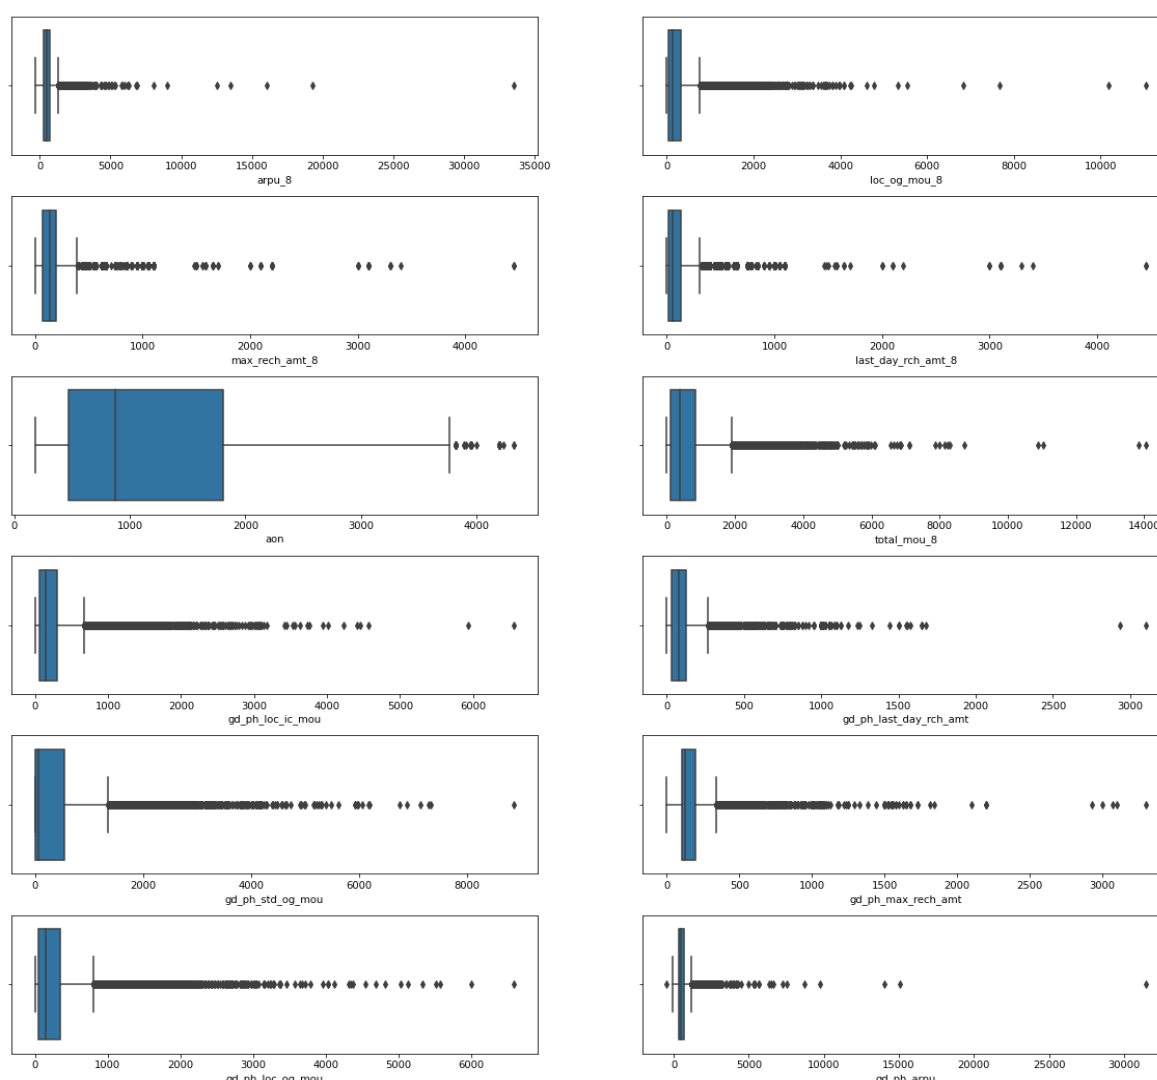 0 5000 10000 15000 20000 25000 30000 35000
arpu_8
0 2000 4000 6000 8000 10000
loc_og_mou_8
0 1000 2000 3000 4000
max_rech_amt_8
0 1000 2000 3000 4000
last_day_rch_amt_8
0 1000 2000 3000 4000
aon
0 2000 4000 6000 8000 10000 12000 14000
total_mou_8
0 1000 2000 3000 4000 5000 6000
gd_ph_loc_ic_mou
0 500 1000 1500 2000 2500 3000
gd_ph_last_day_rch_amt
0 2000 4000 6000 8000
gd_ph_std_og_mou
0 500 1000 1500 2000 2500 3000
gd_ph_max_rech_amt
0 1000 2000 3000 4000 5000 6000
gd_ph_loc_og_mou
0 5000 10000 15000 20000 25000 30000
gd_ph_arpu